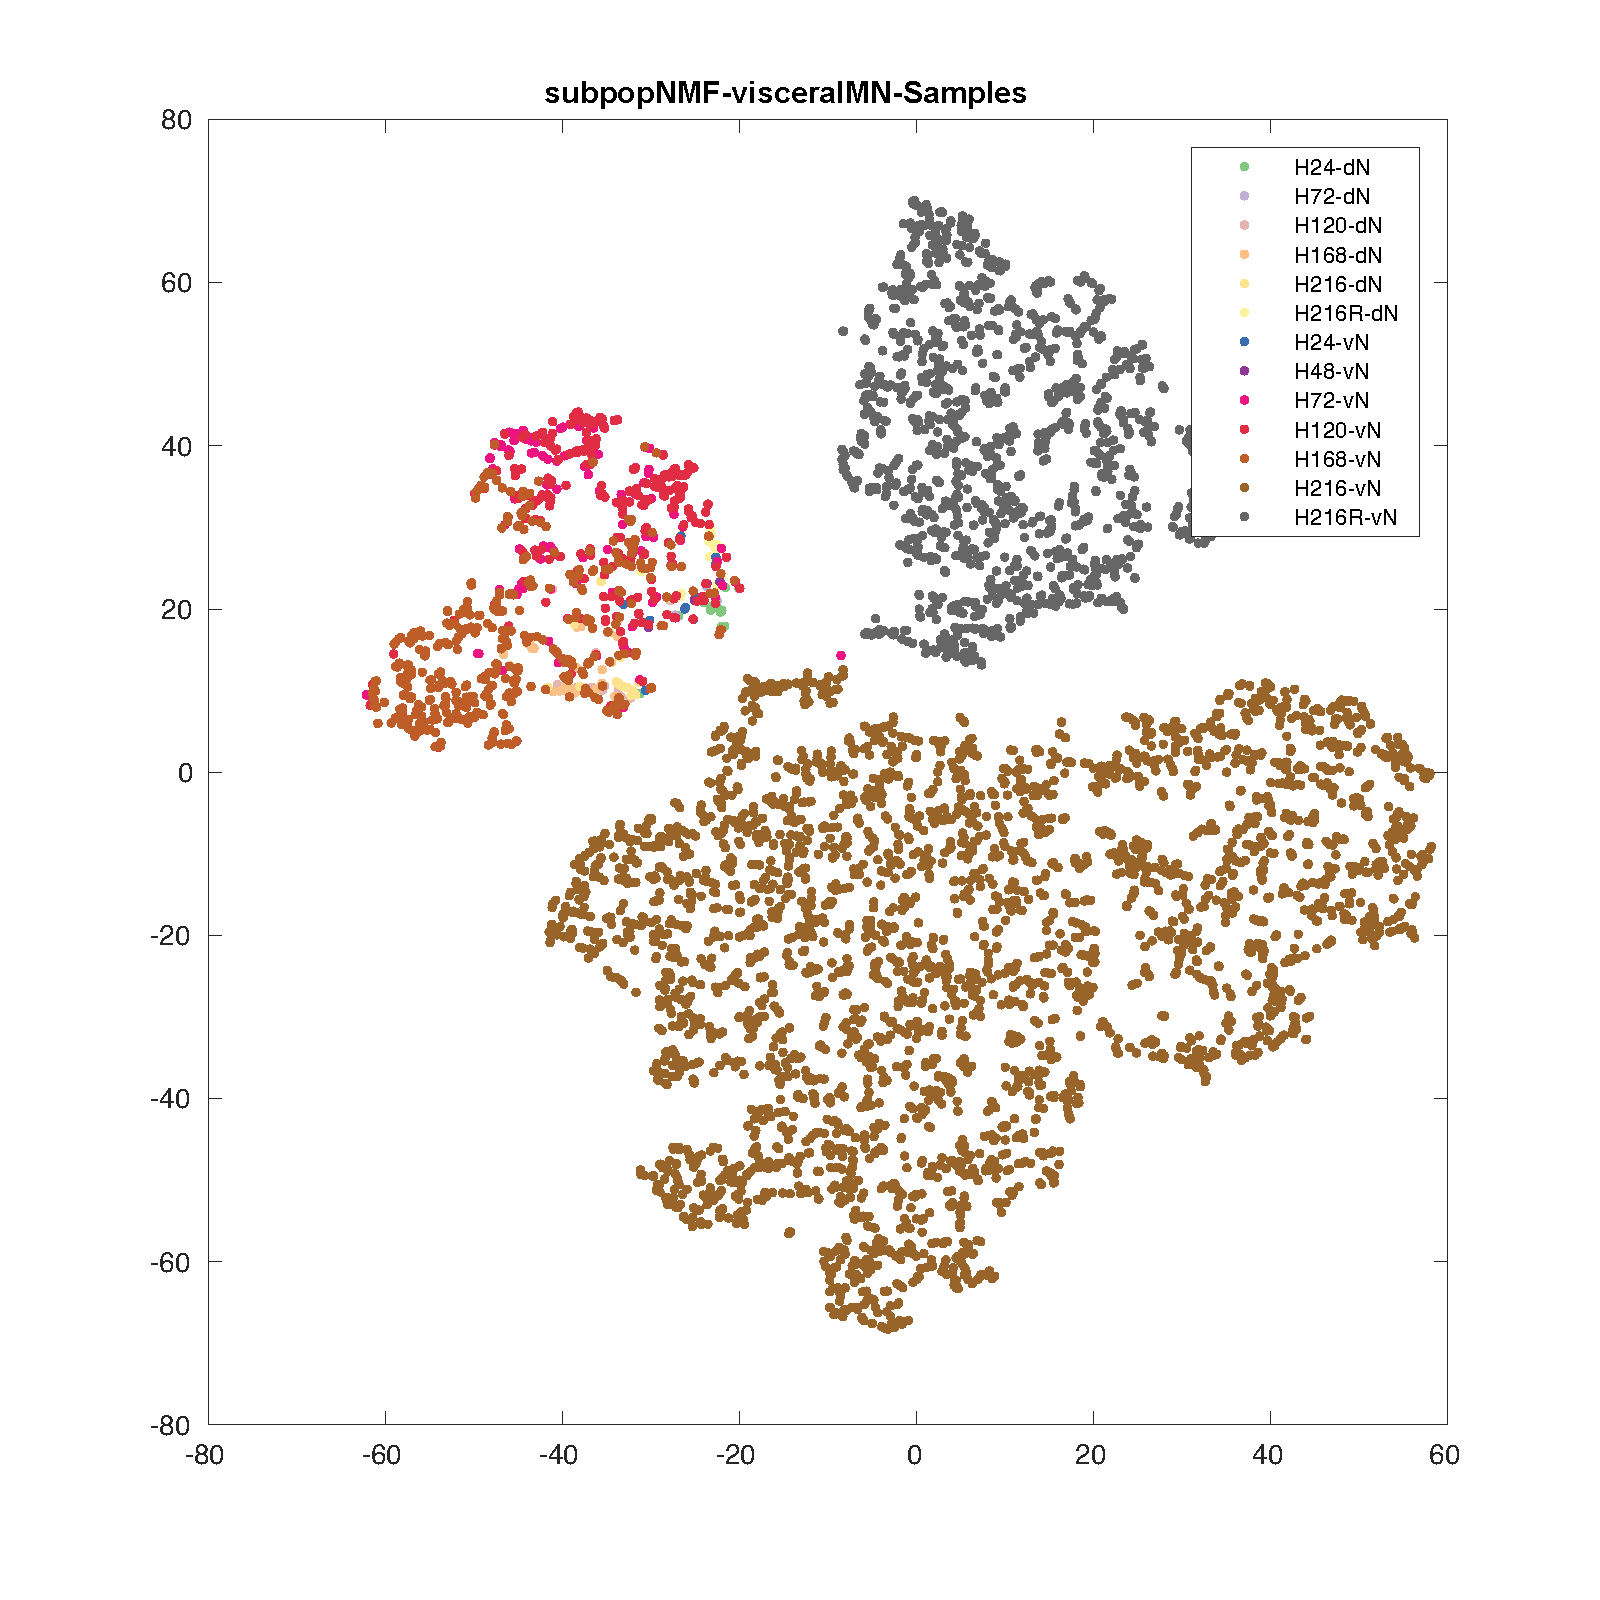 subpopNMF-visceralMN-Samples
80
60
40
20
0
-20
-40
-60
-80
-80
-60
-40
-20
0
20
40
60
H24-dN
H72-dN
H120-dN
H168-dN
H216-dN
H216R-dN
H24-vN
H48-vN
H72-vN
H120-vN
H168-vN
H216-vN
H216R-vN